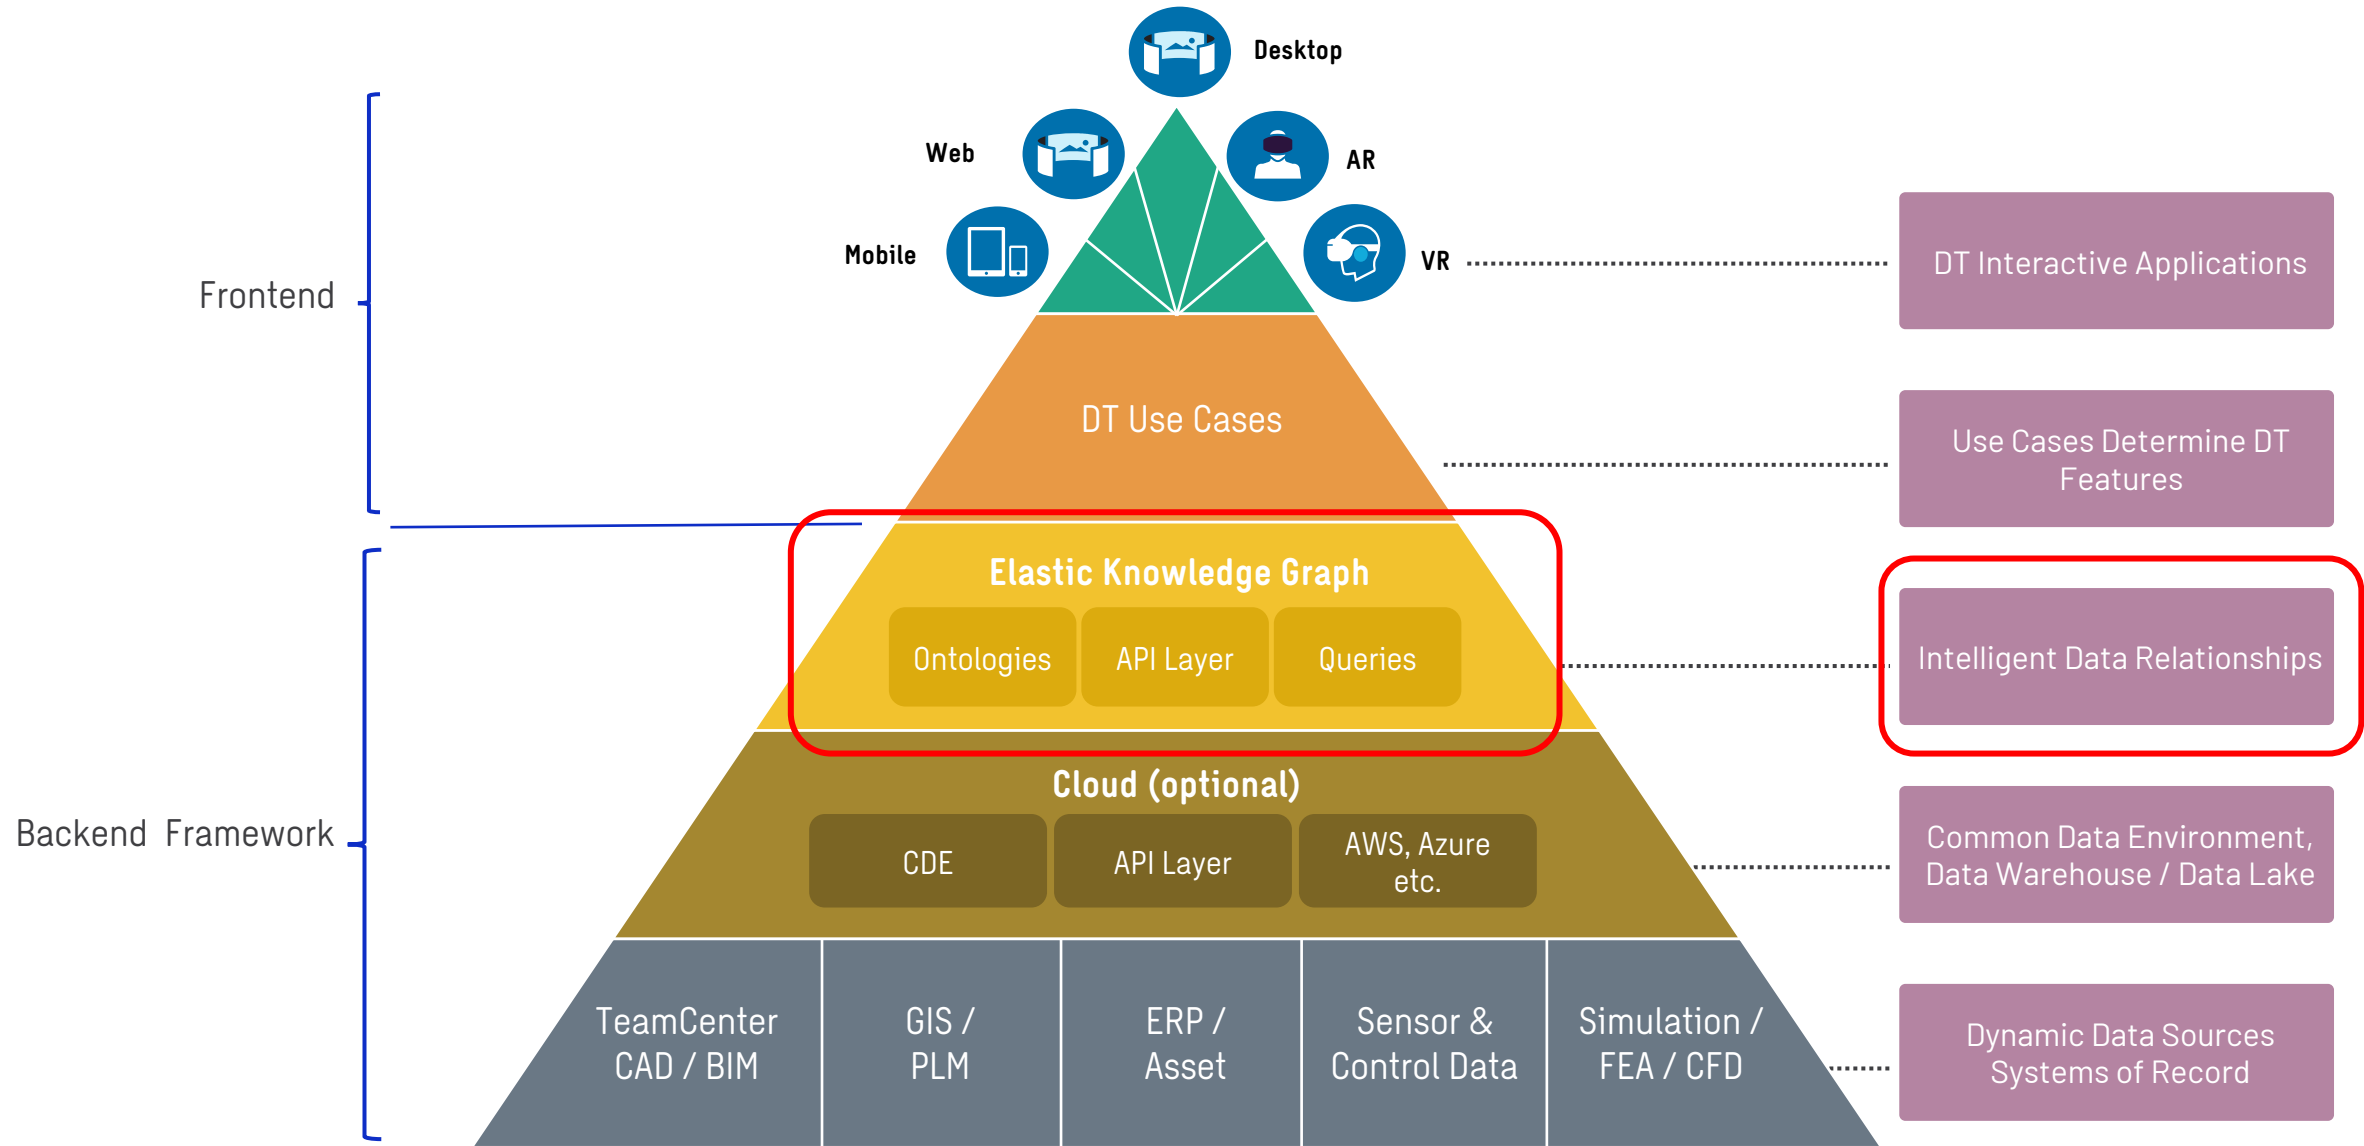 Desktop
Web
AR
Mobile
VR
DT Interactive Applications
Frontend
DT Use Cases
Use Cases Determine DT
Features
Elastic Knowledge Graph
Ontologies
API Layer
Queries
Intelligent Data Relationships
Backend Framework
Cloud (optional)
CDE
API Layer
AWS, Azure
etc.
Common Data Environment,
Data Warehouse / Data Lake
TeamCenter
CAD / BIM
GIS /
PLM
ERP /
Asset
Sensor &
Control Data
Simulation /
FEA / CFD
Dynamic Data Sources
Systems of Record